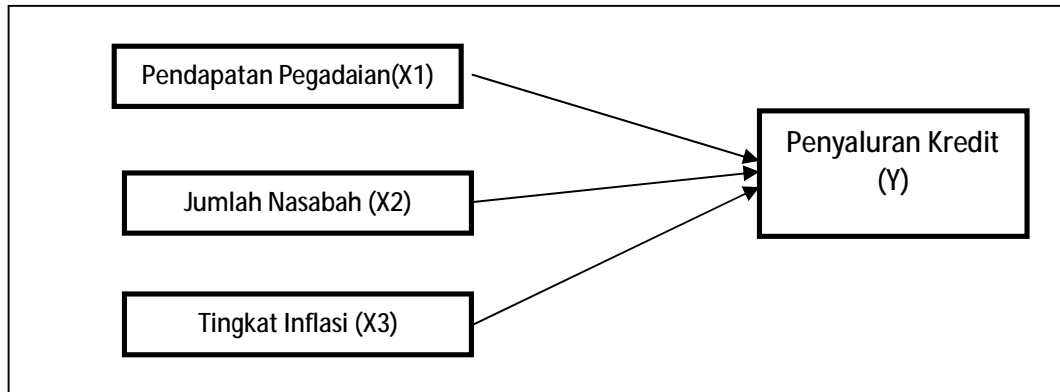 Pendapatan Pegadaian(X1)
Jumlah Nasabah (X2)
Tingkat Inflasi (X3)
Penyaluran Kredit
(Y)